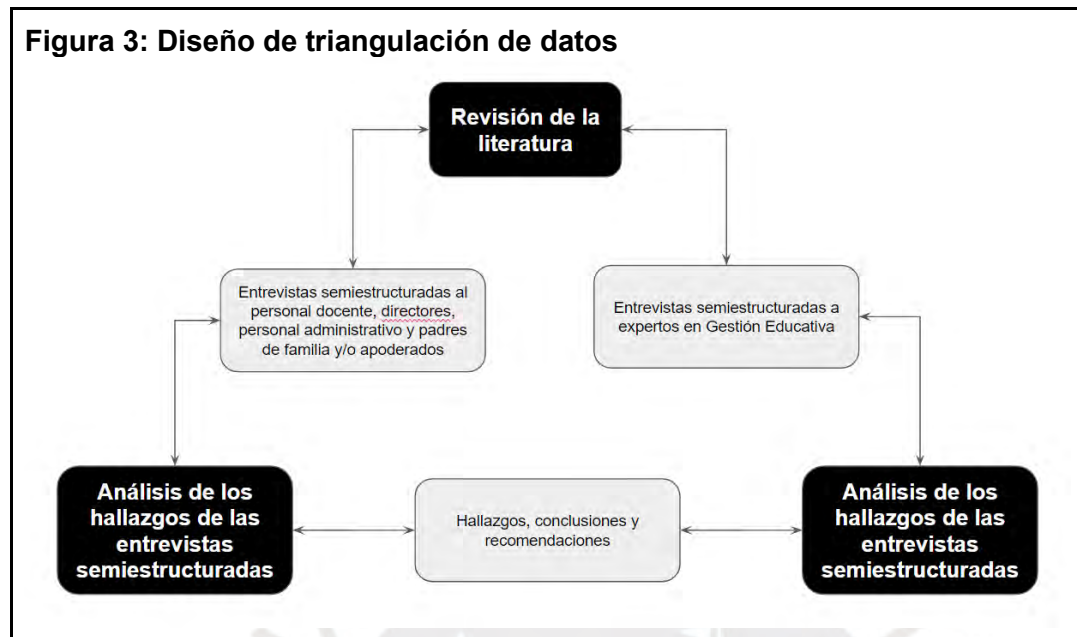 Figura 3: Diseño de triangulación de datos
Revisión de la
literatura
Entrevistas semiestructuradas al
personal docente, directores,
personal administrativo y padres
de familia y/o apoderados
Entrevistas semiestructuradas a
expertos en Gestión Educativa
Análisis de los
hallazgos de las
entrevistas
semiestructuradas
Hallazgos, conclusiones y
recomendaciones
Análisis de los
hallazgos de las
entrevistas
semiestructuradas